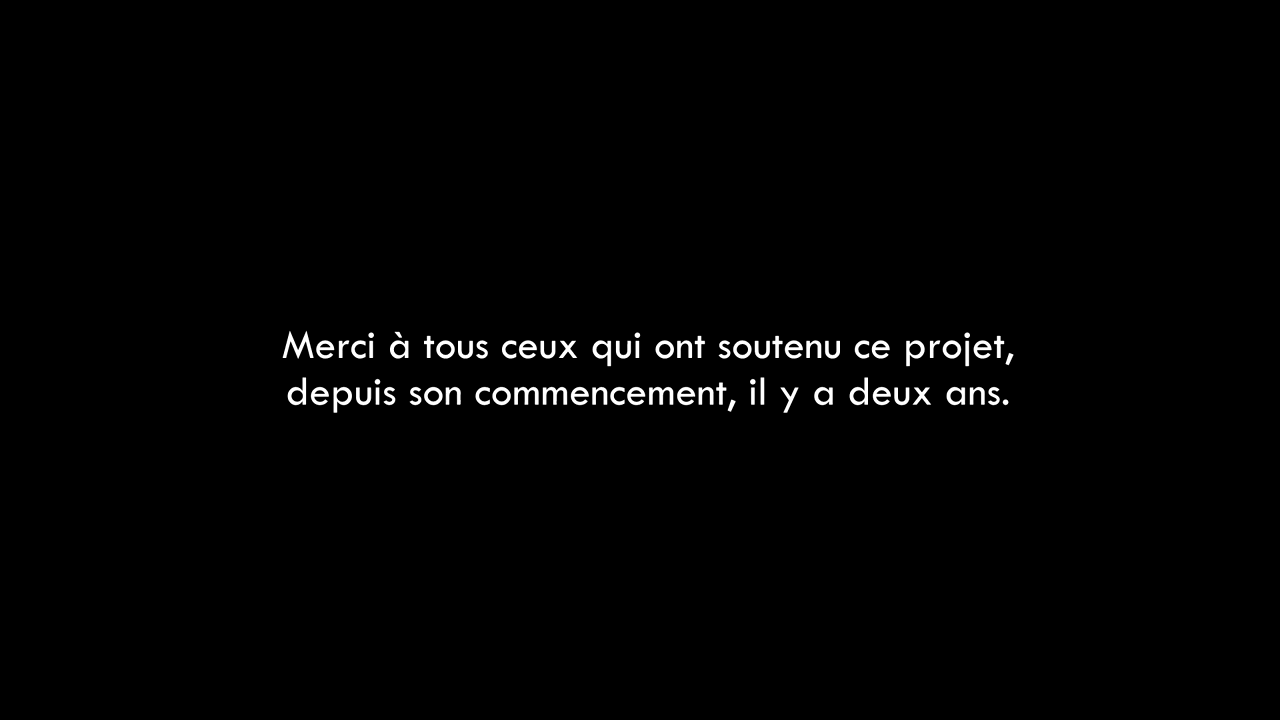 Merci à tous ceux qui ont soutenu ce projet,
depuis son commencement, il y a deux ans.